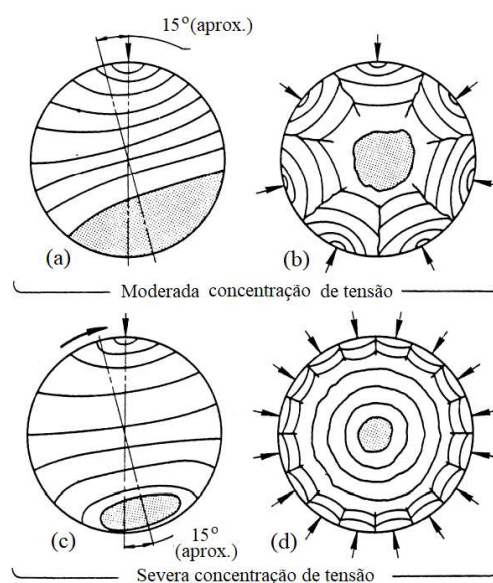 15°(aprox.)
(a)
(b)
Moderada concentração de tensão
(c)
(d)
15°
(aprox.)
Severa concentração de tensão